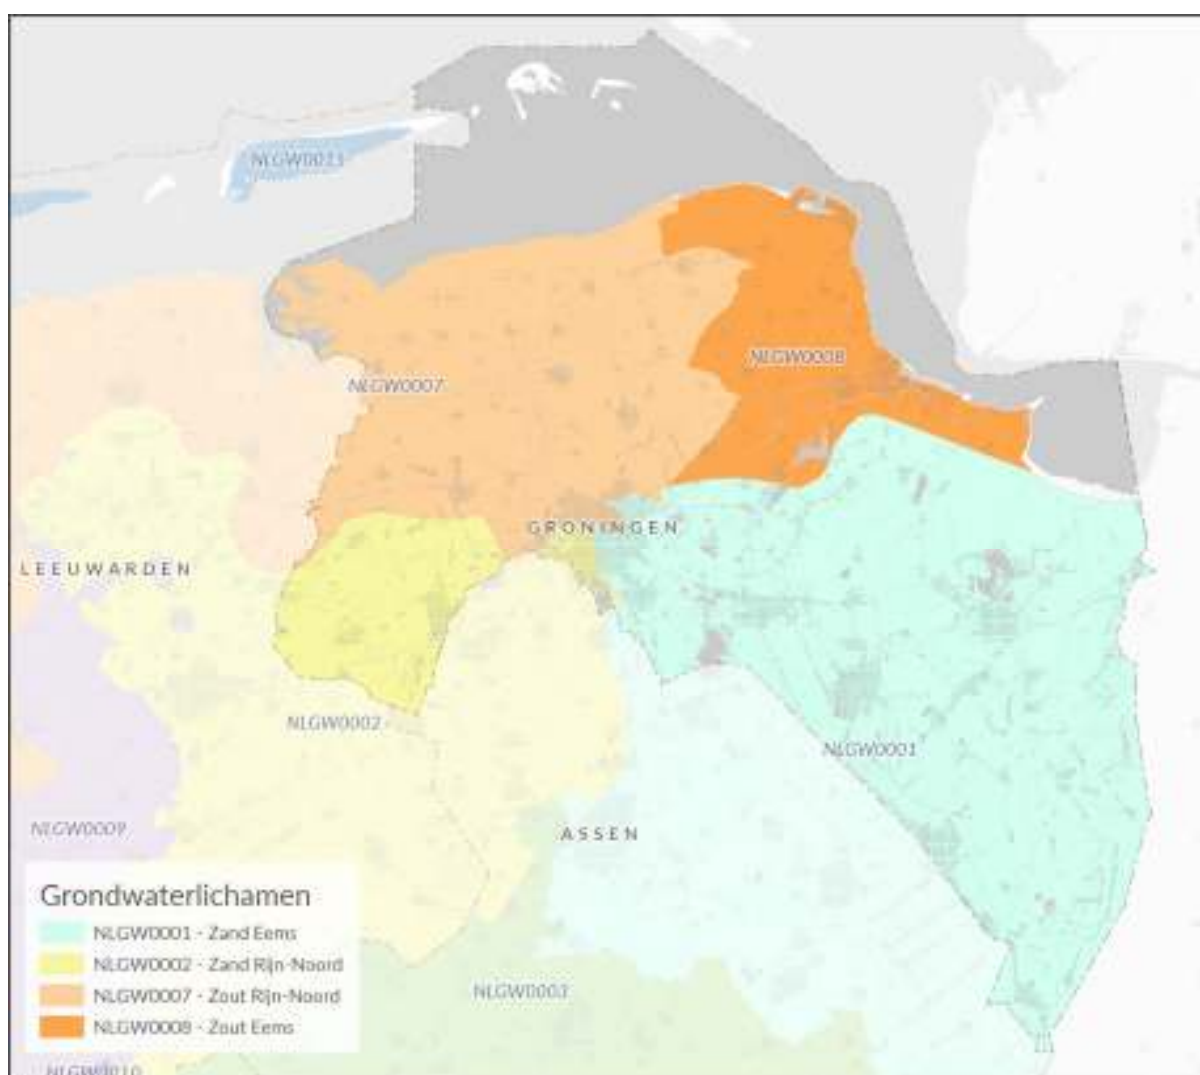 NLGW0013
NLGW0008
NLGW0007
GRONINGEN
LEEUWARDEN
NLGW0002
NLGW0001
NLGW0009
ASSEN
Grondwaterlichamen
NLGW0001 - Zand Eems
NLGW0002 - Zand Rijn-Noord
NLGW0003
NLGW0007 - Zout Rijn-Noord
NLGW0008 - Zout Eems
NLGW0010